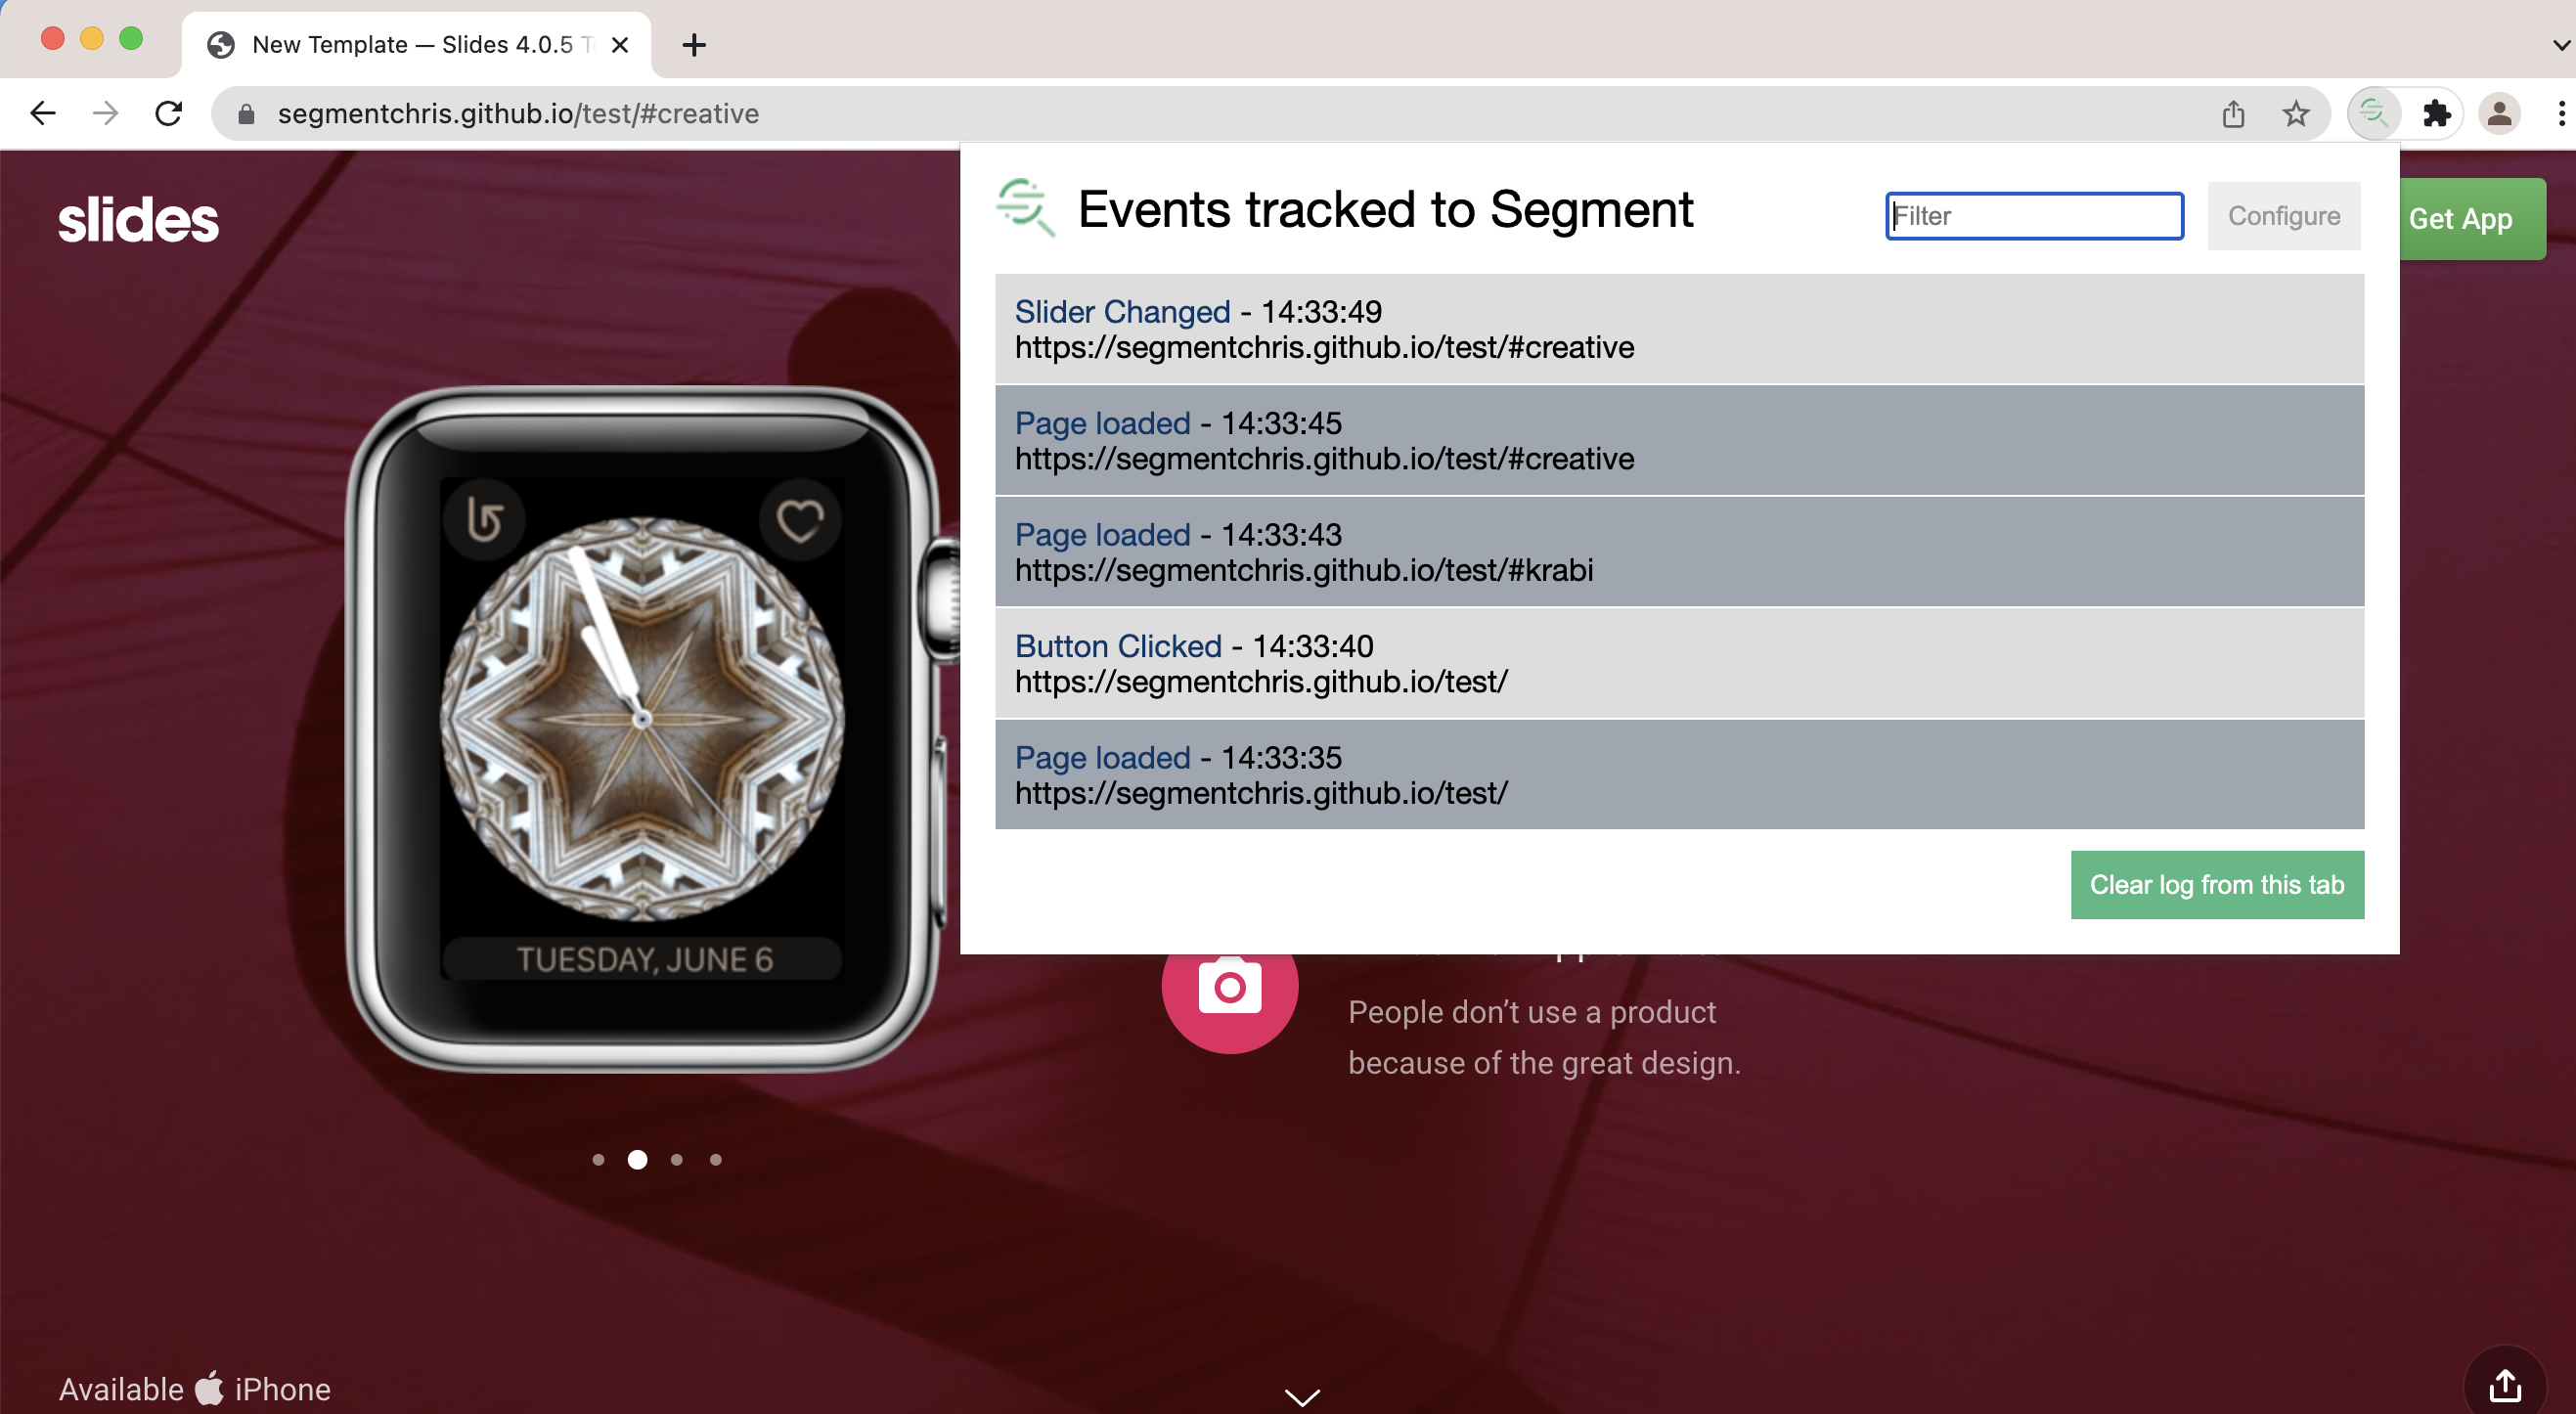 New Template — Slides 4.0.5
segmentchris.github.io/test/#creative
slides
Events tracked to Segment
Filter
Configure
Get App
Slider Changed - 14:33:49
https://segmentchris.github.io/test/#creative
Page loaded - 14:33:45
https://segmentchris.github.io/test/#creative
Page loaded - 14:33:43
https://segmentchris.github.io/test/#krabi
Button Clicked - 14:33:40
https://segmentchris.github.io/test/
Page loaded - 14:33:35
https://segmentchris.github.io/test/
Clear log from this tab
TUESDAY, JUNE 6
People don’t use a product
because of the great design.
Available iPhone